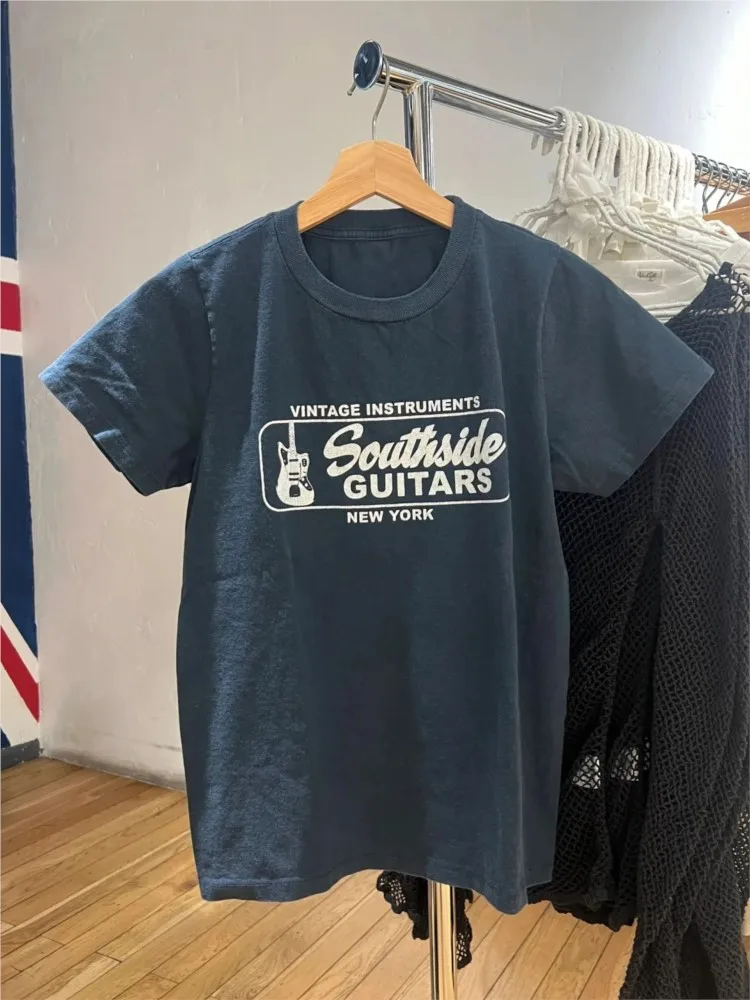 VINTAGE INSTRUMENTS
Southside
GUITARS
NEW YORK